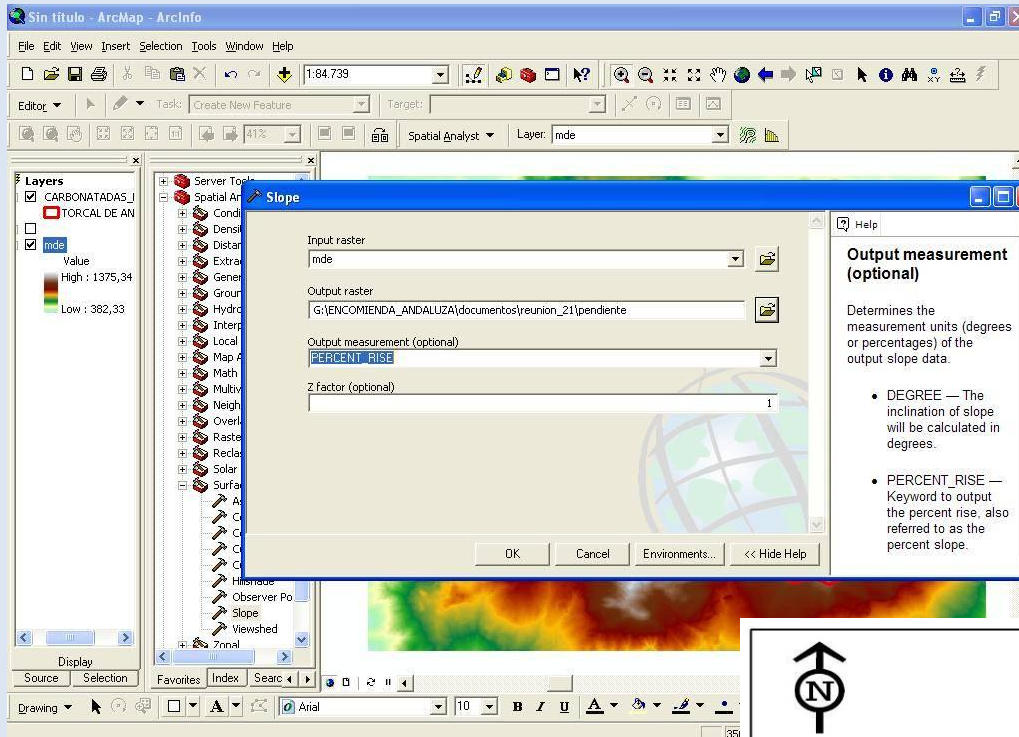 Sin título - ArcMap - ArcInfo
File Edit View Insert Selection Tools Window Help
1:84.739
Editor Task: Create New Feature Target:
41% Spatial Analyst Layer: mde
Layers
CARBONATADAS_
TORCAL DE AN
mde
Value
High : 1375,34
Low : 382,33
Display
Source Selection
Server Tools
Spatial An
Condi
Densi
Distar
Extra
Gener
Grour
Hydro
Interp
Local
Map A
Math
Multiv
Neigh
Overl
Raste
Recla
Solar
Surfa
Hillshade
Observer Po
Slope
Viewshed
Zonal
Favorites Index Searc
Slope
Input raster
mde
Output raster
G:\ENCOMIENDA_ANDALUZA\documentos\reunion_21\pendiente
Output measurement (optional)
PERCENT_RISE
Z factor (optional)
1
OK Cancel Environments... << Hide Help
Help
Output measurement
(optional)
Determines the
measurement units (degrees
or percentages) of the
output slope data.
• DEGREE — The
inclination of slope
will be calculated in
degrees.
• PERCENT_RISE —
Keyword to output
the percent rise, also
referred to as the
percent slope.
Drawing A Arial 10 B I U A
N